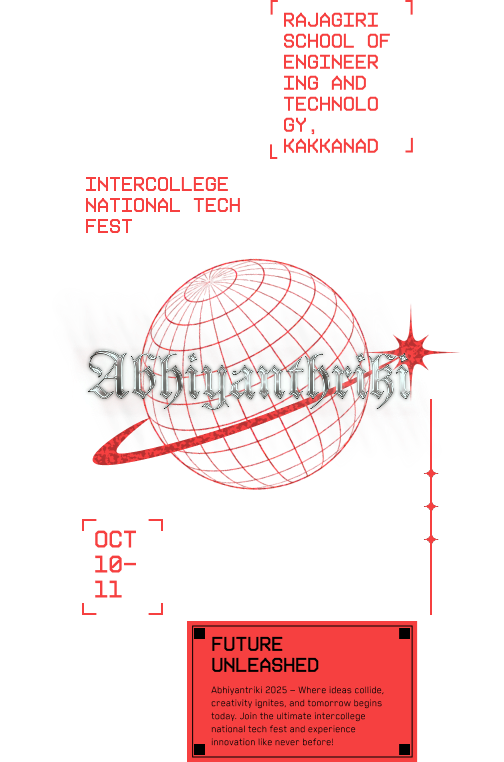 RAJAGIRI
SCHOOL OF
ENGINEER
ING AND
TECHNOLO
GY,
KAKKANAD
INTERCOLLEGE
NATIONAL TECH
FEST
Abhiyanthriki
OCT
10-
11
FUTURE
UNLEASHED
Abhiyantriki 2025 – Where ideas collide,
creativity ignites, and tomorrow begins
today. Join the ultimate intercollege
national tech fest and experience
innovation like never before!